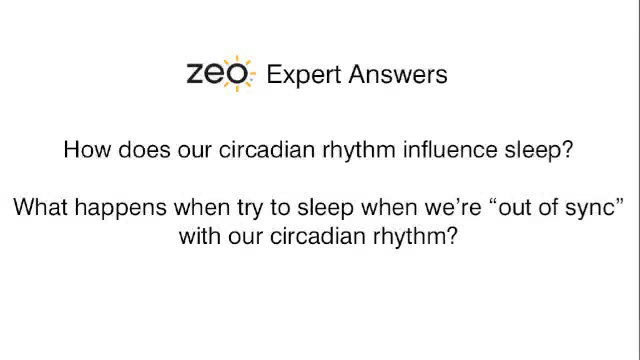 zeo Expert Answers
How does our circadian rhythm influence sleep?
What happens when try to sleep when we're “out of sync”
with our circadian rhythm?